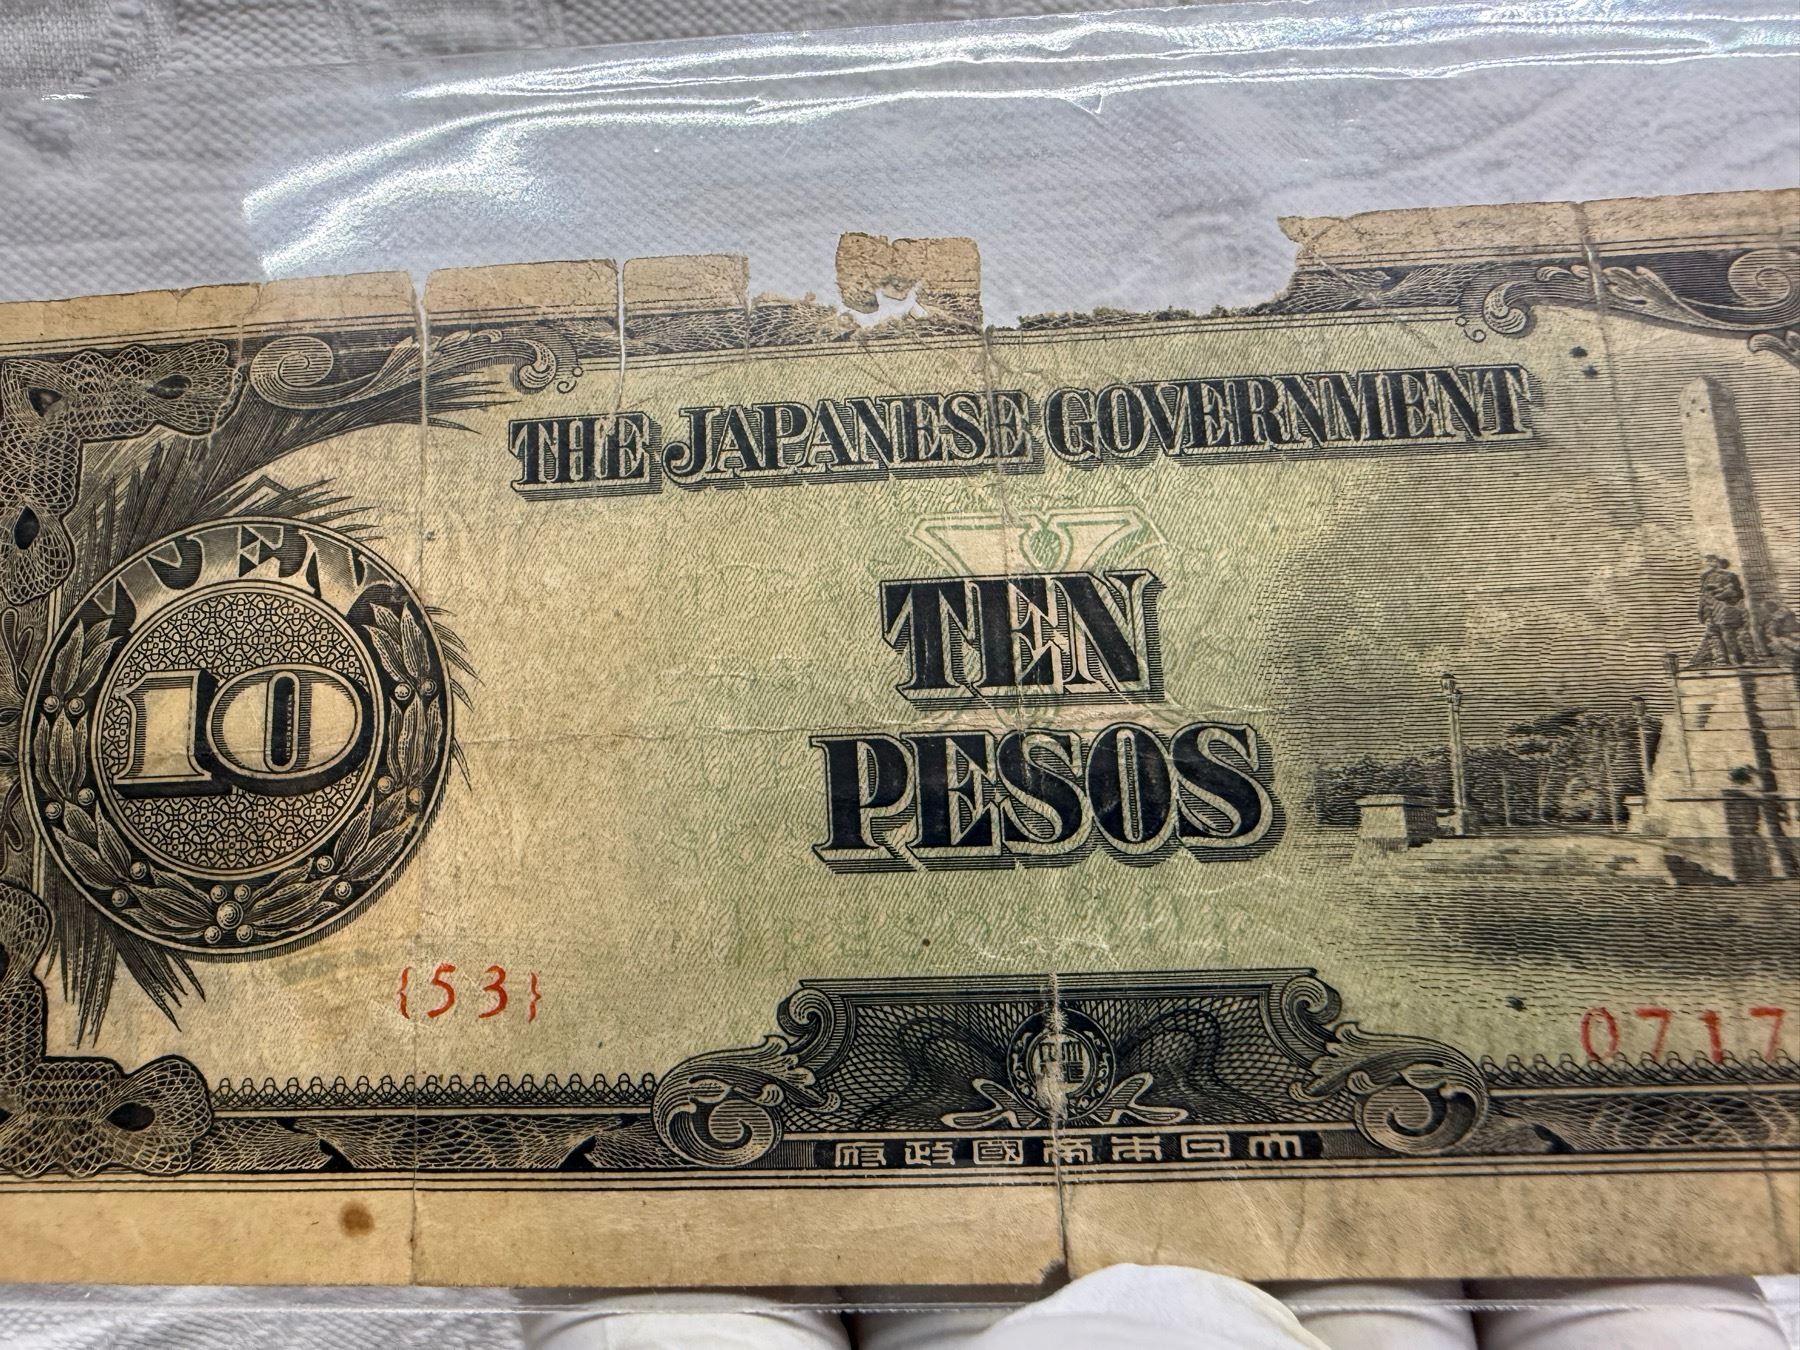 THE JAPANESE GOVERNMENT
TEN
10
TEN
PESOS
{53}
0717
大日本帝國政府